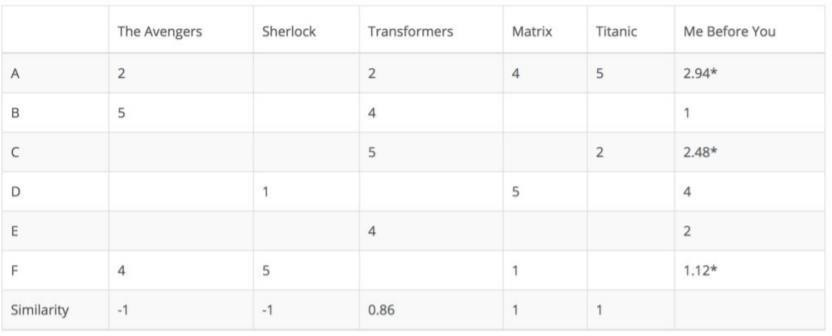 The Avengers Sherlock Transformers Matrix Titanic Me Before You
A 2 2 4 5 2.94*
B 5 4 1
C 5 2 2.48*
D 1 5 4
E 4 2
F 4 5 1 1.12*
Similarity -1 -1 0.86 1 1